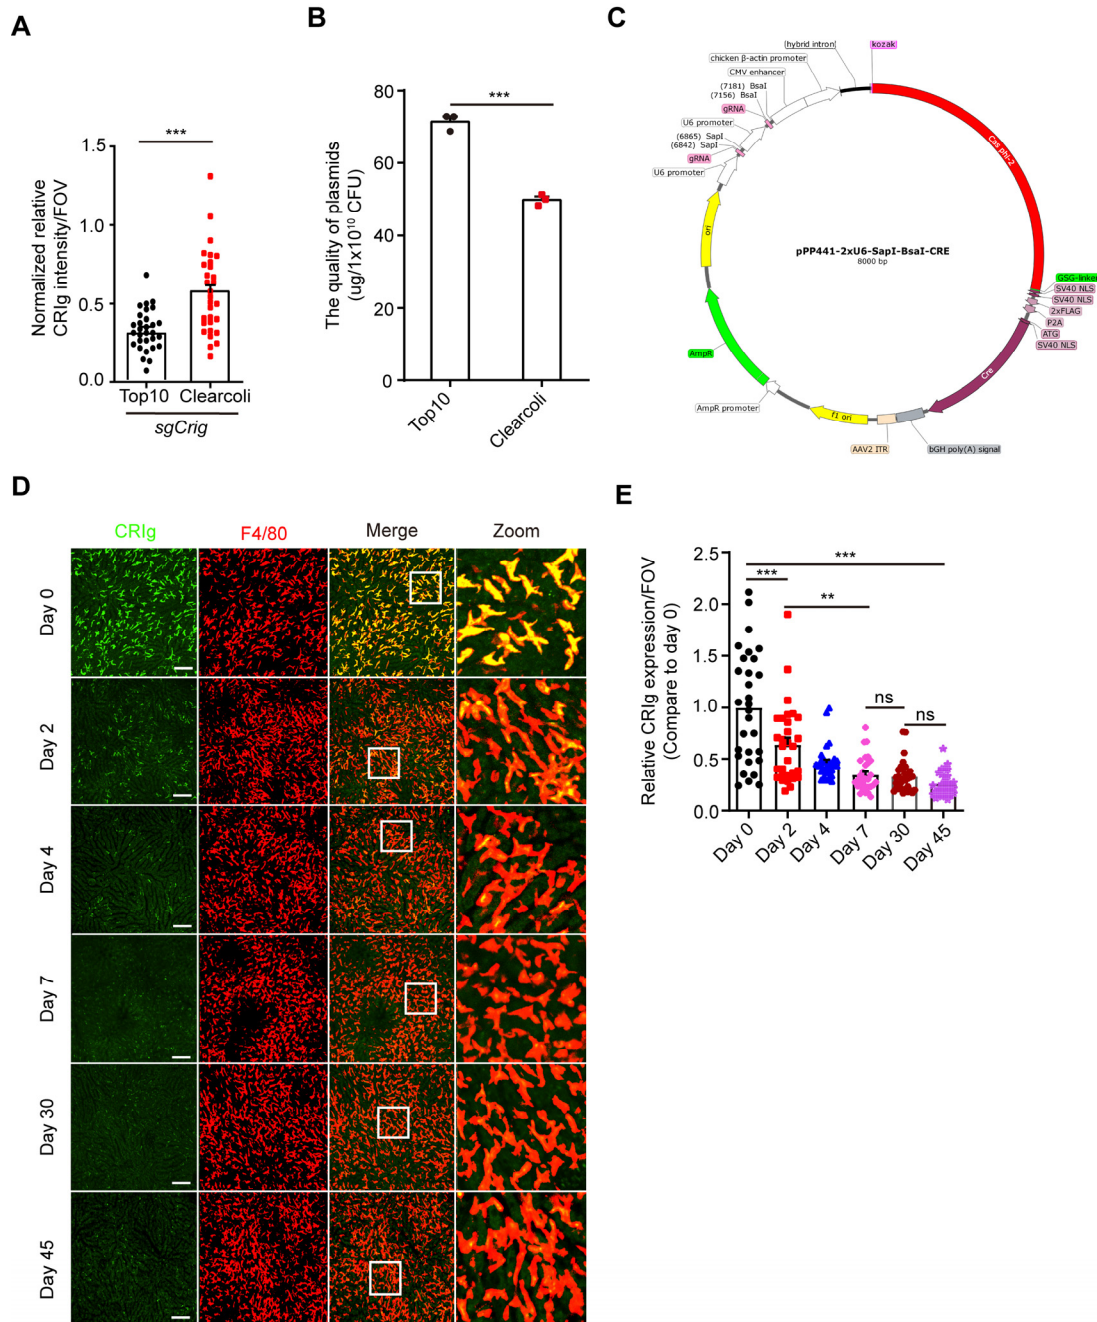 A
Normalized relative
CRIg intensity/FOV
1.5
1.0
0.5
0.0
***
Top10 Clearcoli
sgCrig
B
The quality of plasmids
(ug/1x10¹⁰ CFU)
80
60
40
20
0
***
Top10
Clearcoli
C
hybrid intron
kozak
chicken β-actin promoter
CMV enhancer
(7181) BsaI
(7156) BsaI
gRNA
U6 promoter
(6865) SapI
(6842) SapI
gRNA
U6 promoter
ori
AmpR
AmpR promoter
f1 ori
AAV2 ITR
bGH poly(A) signal
Cre
Cas phi-2
GSG-linker
SV40 NLS
SV40 NLS
2xFLAG
P2A
ATG
SV40 NLS
pPP441-2xU6-SapI-BsaI-CRE
8000 bp
D
CRIg F4/80 Merge Zoom
Day 0
Day 2
Day 4
Day 7
Day 30
Day 45
E
Relative CRIg expression/FOV
(Compare to day 0)
2.5
2.0
1.5
1.0
0.5
0.0
***
***
**
ns
ns
Day 0
Day 2
Day 4
Day 7
Day 30
Day 45